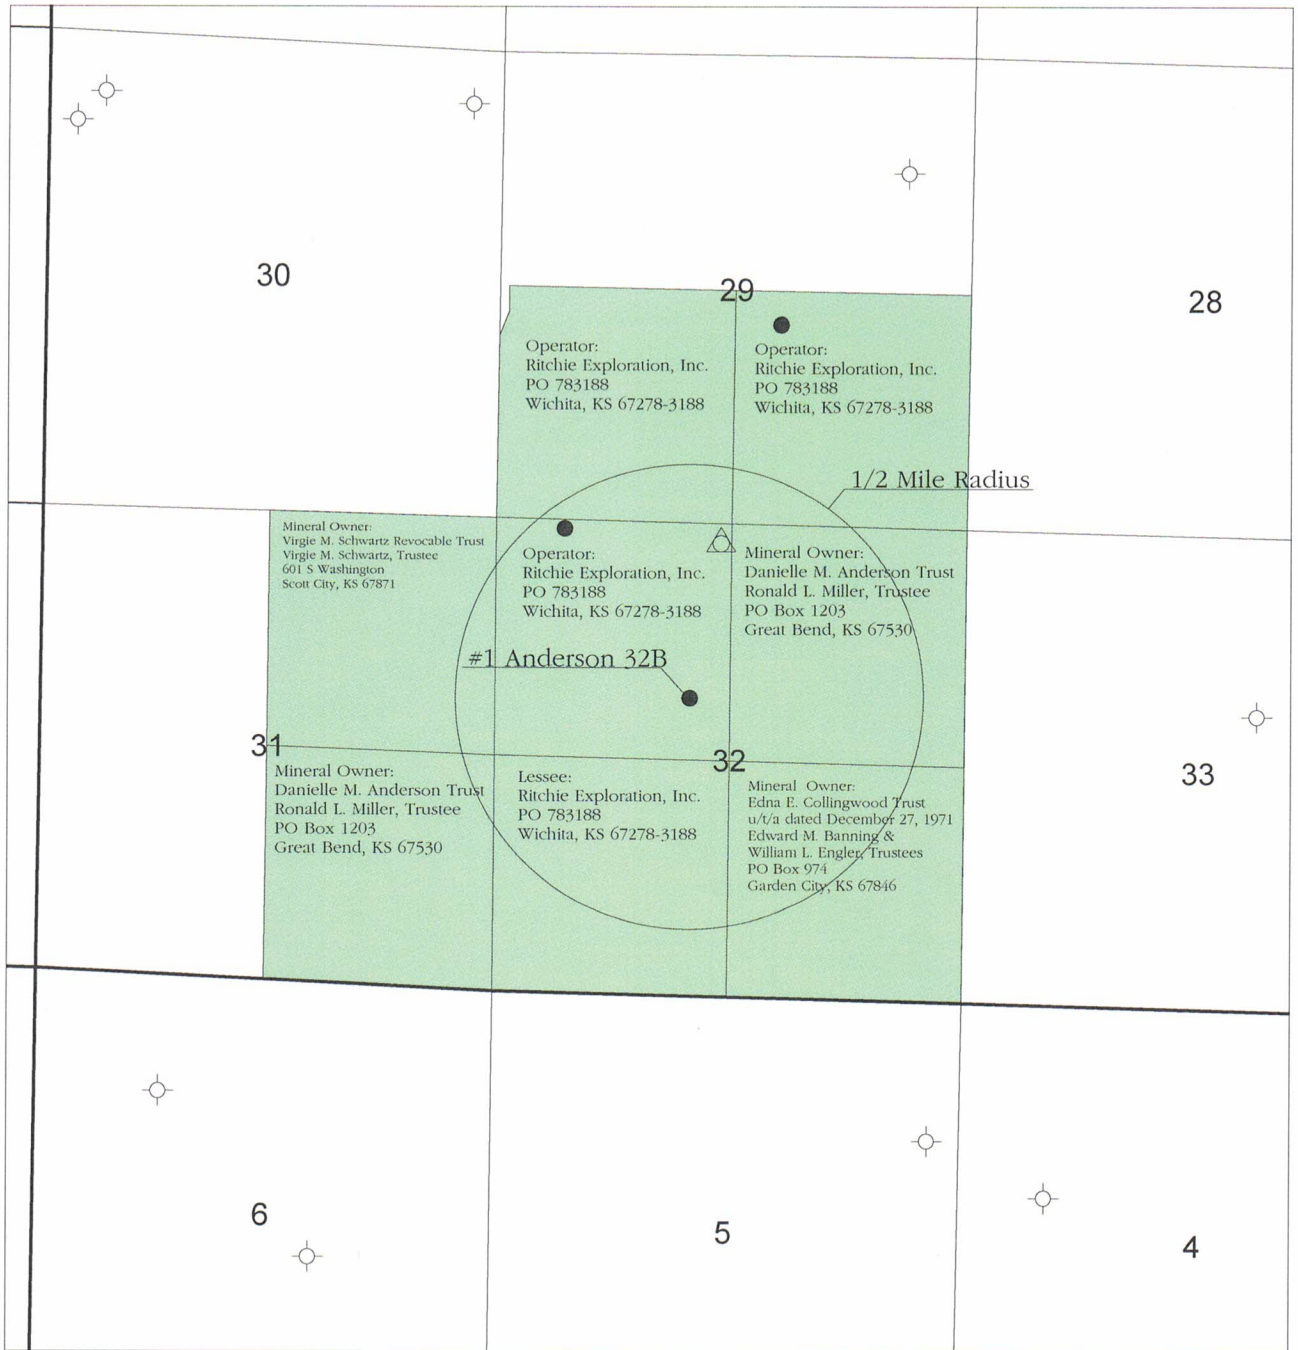 30
29
28
Operator:
Ritchie Exploration, Inc.
PO 783188
Wichita, KS 67278-3188
Operator:
Ritchie Exploration, Inc.
PO 783188
Wichita, KS 67278-3188
1/2 Mile Radius
Mineral Owner:
Virgie M. Schwartz Revocable Trust
Virgie M. Schwartz, Trustee
601 S Washington
Scott City, KS 67871
Operator:
Ritchie Exploration, Inc.
PO 783188
Wichita, KS 67278-3188
Mineral Owner:
Danielle M. Anderson Trust
Ronald L. Miller, Trustee
PO Box 1203
Great Bend, KS 67530
#1 Anderson 32B
31
32
33
Mineral Owner:
Danielle M. Anderson Trust
Ronald L. Miller, Trustee
PO Box 1203
Great Bend, KS 67530
Lessee:
Ritchie Exploration, Inc.
PO 783188
Wichita, KS 67278-3188
Mineral Owner:
Edna E. Collingwood Trust
u/t/a dated December 27, 1971
Edward M. Banning &
William L. Engler, Trustees
PO Box 974
Garden City, KS 67846
6
5
4